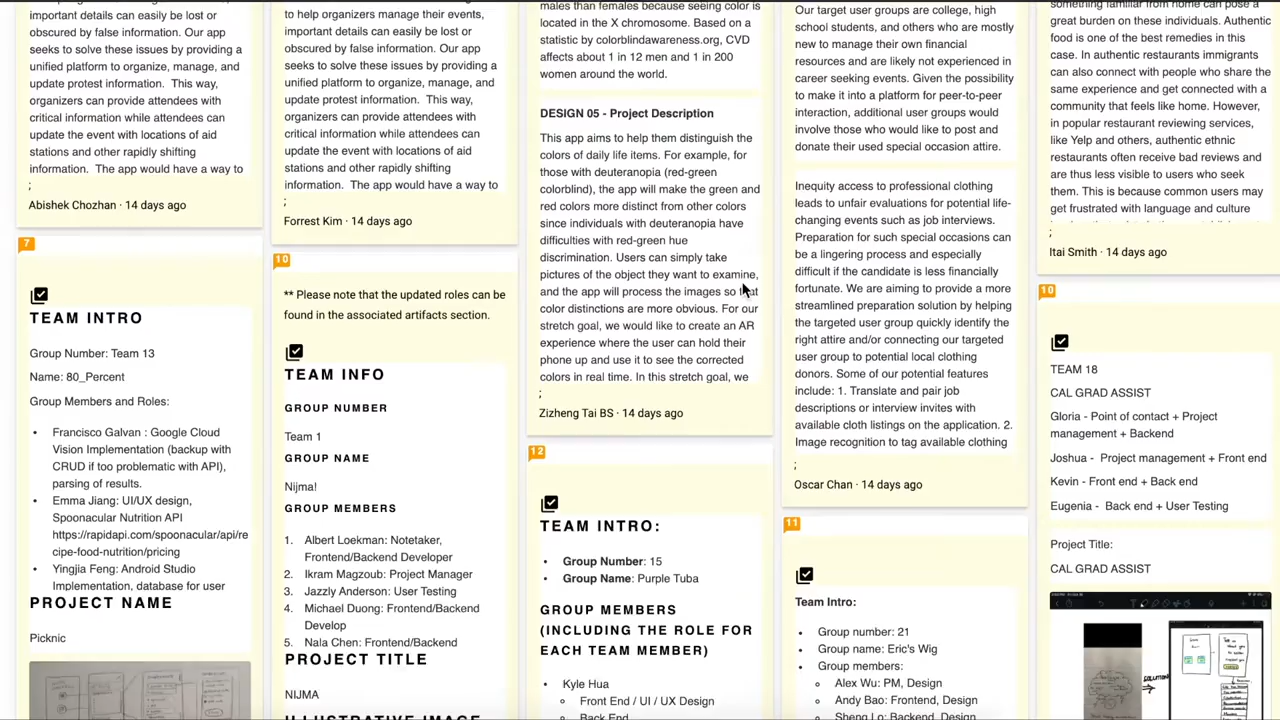 important details can easily be lost or
obscured by false information. Our app
seeks to solve these issues by providing a
unified platform to organize, manage, and
update protest information. This way,
organizers can provide attendees with
critical information while attendees can
update the event with locations of aid
stations and other rapidly shifting
information. The app would have a way to
;
Abishek Chozhan · 14 days ago
7
TEAM INTRO
Group Number: Team 13
Name: 80_Percent
Group Members and Roles:
• Francisco Galvan : Google Cloud
Vision Implementation (backup with
CRUD if too problematic with API),
parsing of results.
• Emma Jiang: UI/UX design,
Spoonacular Nutrition API
https://rapidapi.com/spoonacular/api/re
cipe-food-nutrition/pricing
• Yingjia Feng: Android Studio
Implementation, database for user
PROJECT NAME
Picknic
to help organizers manage their events,
important details can easily be lost or
obscured by false information. Our app
seeks to solve these issues by providing a
unified platform to organize, manage, and
update protest information. This way,
organizers can provide attendees with
critical information while attendees can
update the event with locations of aid
stations and other rapidly shifting
information. The app would have a way to
;
Forrest Kim · 14 days ago
10
** Please note that the updated roles can be
found in the associated artifacts section.
TEAM INFO
GROUP NUMBER
Team 1
GROUP NAME
Nijma!
GROUP MEMBERS
1. Albert Loekman: Notetaker,
Frontend/Backend Developer
2. Ikram Magzoub: Project Manager
3. Jazzly Anderson: User Testing
4. Michael Duong: Frontend/Backend
Develop
5. Nala Chen: Frontend/Backend
PROJECT TITLE
NIJMA
ILLUSTRATIVE IMAGE
males than females because seeing color is
located in the X chromosome. Based on a
statistic by colorblindawareness.org, CVD
affects about 1 in 12 men and 1 in 200
women around the world.
DESIGN 05 - Project Description
This app aims to help them distinguish the
colors of daily life items. For example, for
those with deuteranopia (red-green
colorblind), the app will make the green and
red colors more distinct from other colors
since individuals with deuteranopia have
difficulties with red-green hue
discrimination. Users can simply take
pictures of the object they want to examine,
and the app will process the images so that
color distinctions are more obvious. For our
stretch goal, we would like to create an AR
experience where the user can hold their
phone up and use it to see the corrected
colors in real time. In this stretch goal, we
;
Zizheng Tai BS · 14 days ago
12
TEAM INTRO:
• Group Number: 15
• Group Name: Purple Tuba
GROUP MEMBERS
(INCLUDING THE ROLE FOR
EACH TEAM MEMBER)
• Kyle Hua
Front End / UI / UX Design
Back End
Our target user groups are college, high
school students, and others who are mostly
new to manage their own financial
resources and are likely not experienced in
career seeking events. Given the possibility
to make it into a platform for peer-to-peer
interaction, additional user groups would
involve those who would like to post and
donate their used special occasion attire.
Inequity access to professional clothing
leads to unfair evaluations for potential life-
changing events such as job interviews.
Preparation for such special occasions can
be a lingering process and especially
difficult if the candidate is less financially
fortunate. We are aiming to provide a more
streamlined preparation solution by helping
the targeted user group quickly identify the
right attire and/or connecting our targeted
user group to potential local clothing
donors. Some of our potential features
include: 1. Translate and pair job
descriptions or interview invites with
available cloth listings on the application. 2.
Image recognition to tag available clothing
;
Oscar Chan · 14 days ago
11
Team Intro:
• Group number: 21
• Group name: Eric's Wig
• Group members:
Alex Wu: PM, Design
Andy Bao: Frontend, Design
Sheng Lo: Backend, Design
something familiar from home can pose a
great burden on these individuals. Authentic
food is one of the best remedies in this
case. In authentic restaurants immigrants
can also connect with people who share the
same experience and get connected with a
community that feels like home. However,
in popular restaurant reviewing services,
like Yelp and others, authentic ethnic
restaurants often receive bad reviews and
are thus less visible to users who seek
them. This is because common users may
get frustrated with language and culture
;
Itai Smith · 14 days ago
10
TEAM 18
CAL GRAD ASSIST
Gloria - Point of contact + Project
management + Backend
Joshua - Project management + Front end
Kevin - Front end + Back end
Eugenia - Back end + User Testing
Project Title:
CAL GRAD ASSIST